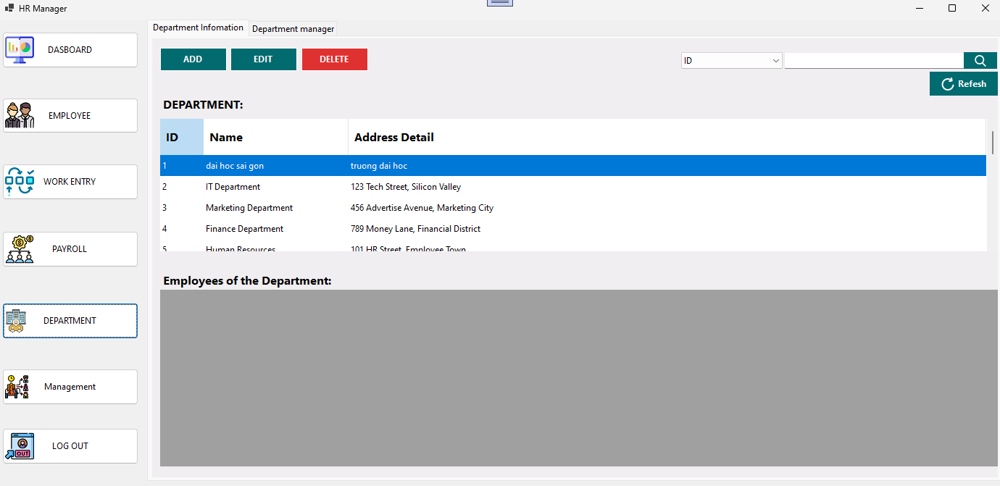 HR Manager
DASBOARD
EMPLOYEE
WORK ENTRY
PAYROLL
DEPARTMENT
Management
OUT
LOG OUT
Department Infomation
Department manager
ADD
EDIT
DELETE
ID
Refesh
DEPARTMENT:
ID Name Address Detail
1 dai hoc sai gon truong dai hoc
2 IT Department 123 Tech Street, Silicon Valley
3 Marketing Department 456 Advertise Avenue, Marketing City
4 Finance Department 789 Money Lane, Financial District
5 Human Resources 101 HR Street, Employee Town
Employees of the Department: